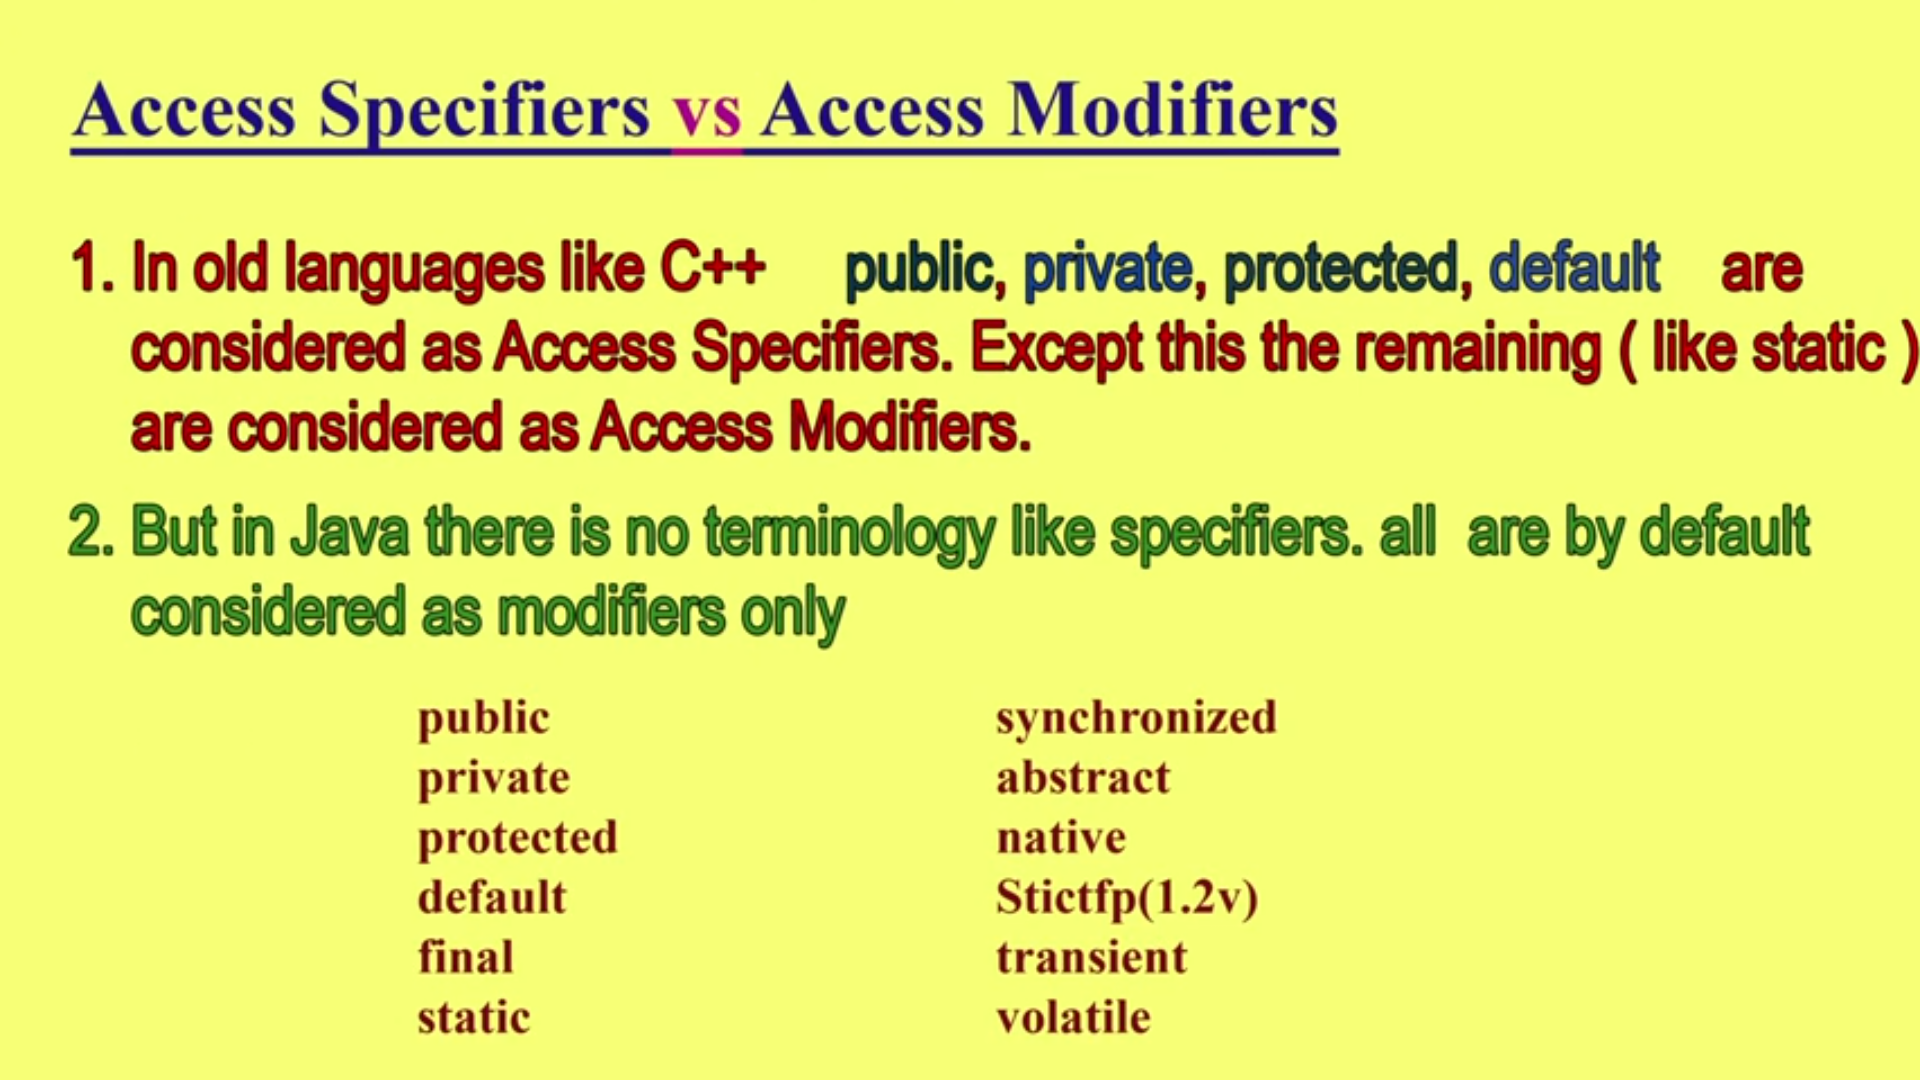 Access Specifiers vs Access Modifiers
1. In old languages like C++ public, private, protected, default are
considered as Access Specifiers. Except this the remaining ( like static )
are considered as Access Modifiers.
2. But in Java there is no terminology like specifiers. all are by default
considered as modifiers only
public
private
protected
default
final
static
synchronized
abstract
native
Stictfp(1.2v)
transient
volatile